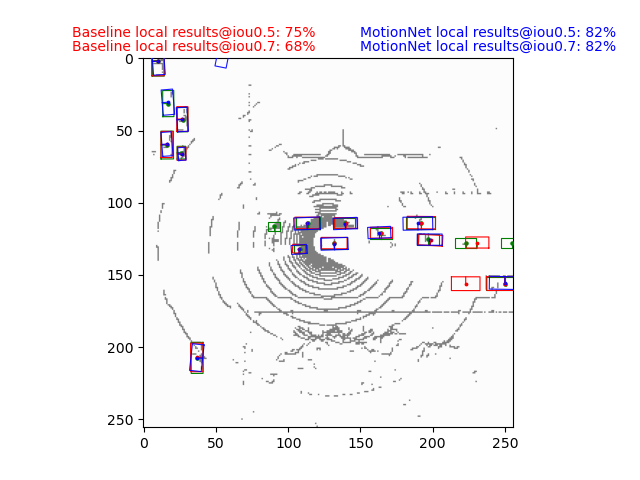 Baseline local results@iou0.5: 75%
MotionNet local results@iou0.5: 82%
Baseline local results@iou0.7: 68%
MotionNet local results@iou0.7: 82%
0
50
100
150
200
250
0 50 100 150 200 250